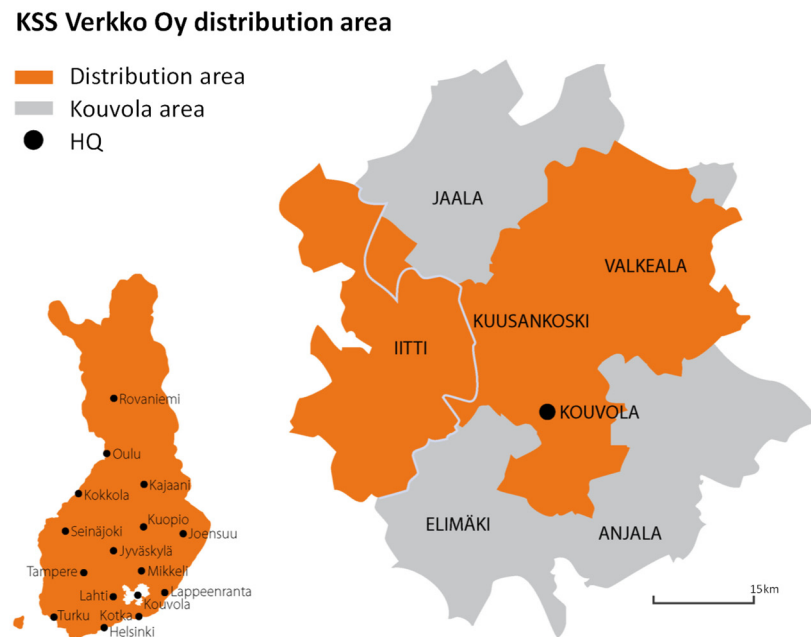 KSS Verkko Oy distribution area
Distribution area
Kouvola area
HQ
JAALA
VALKEALA
KUUSANKOSKI
IITTI
KOUVOLA
ELIMÄKI
ANJALA
15km
Rovaniemi
Oulu
Kajaani
Kokkola
Kuopio
Seinäjoki
Joensuu
Jyväskylä
Tampere
Mikkeli
Lahti
Lappeenranta
Kouvola
Turku
Kotka
Helsinki